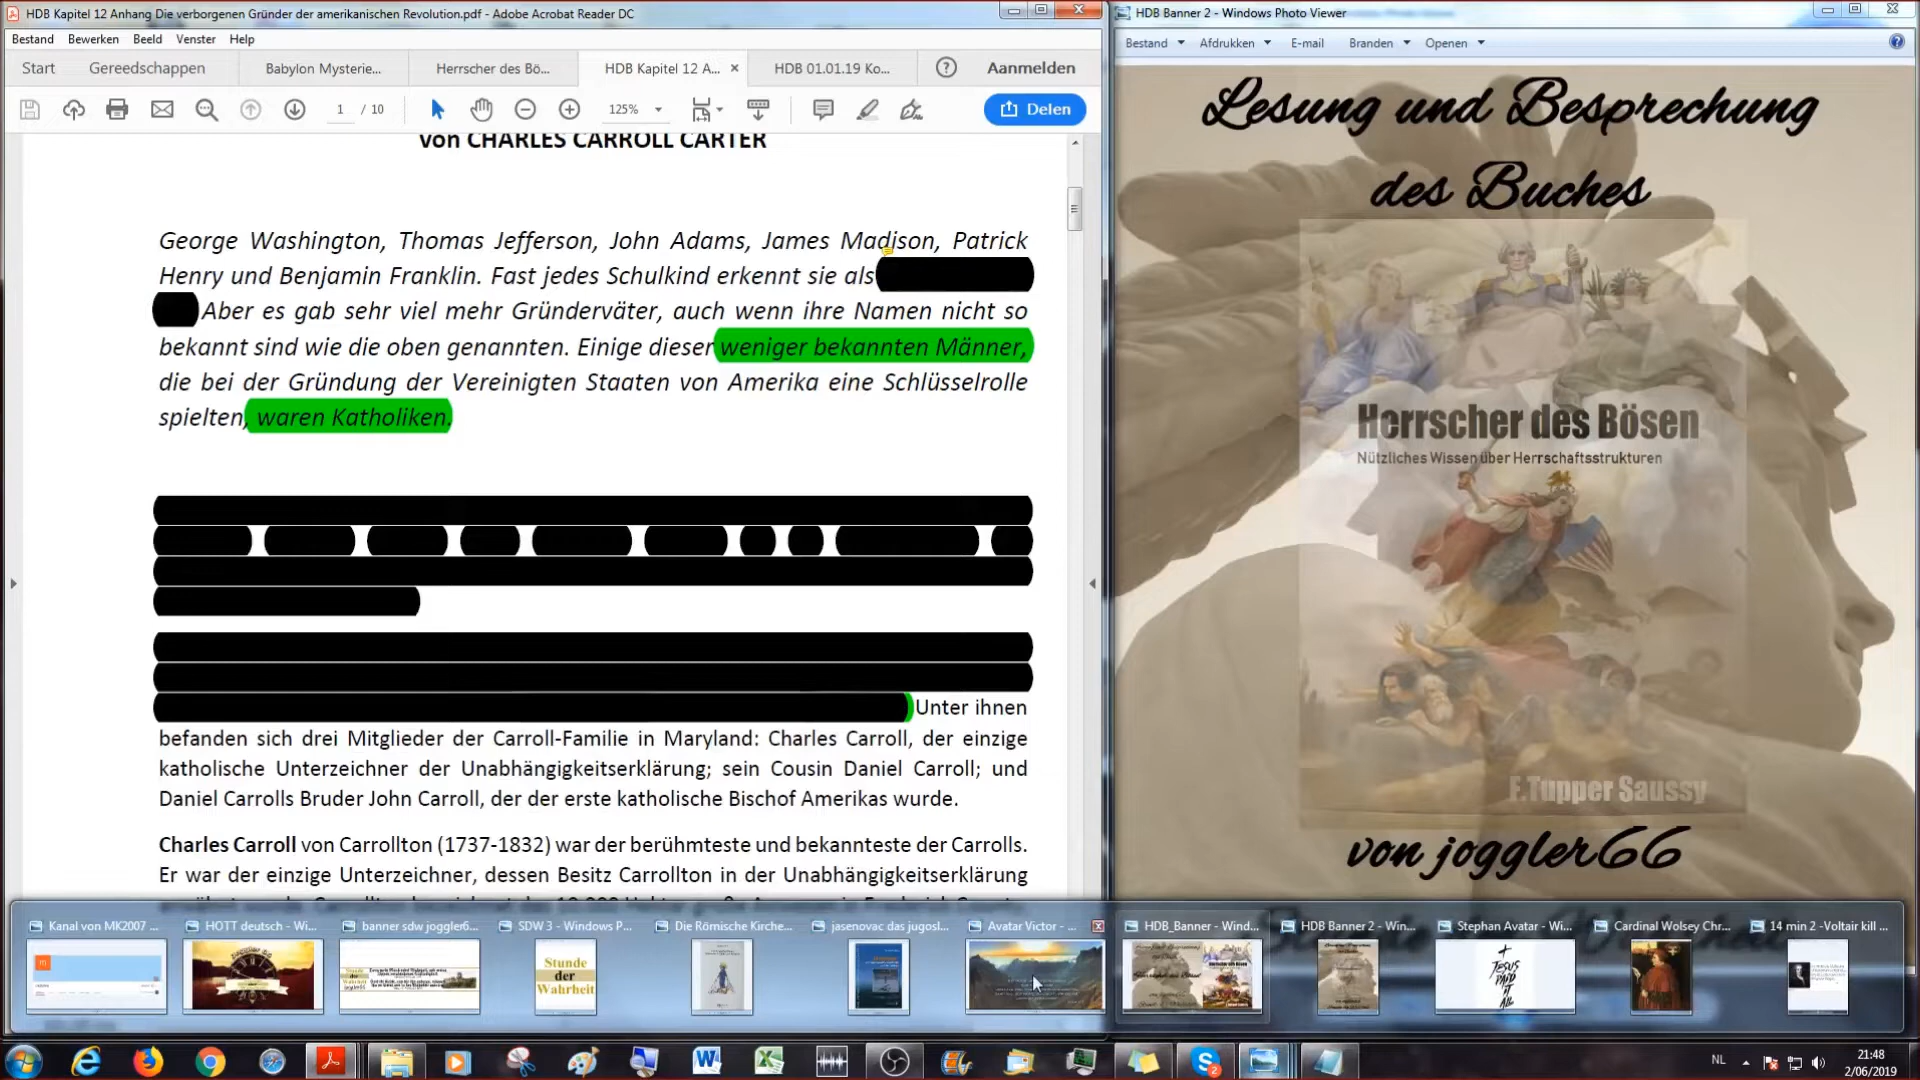 HDB Kapitel 12 Anhang Die verborgenen Gründer der amerikanischen Revolution.pdf - Adobe Acrobat Reader DC
Bestand Bewerken Beeld Venster Help
Start Gereedschappen Babylon Mysterie... Herrscher des Bö... HDB Kapitel 12 A... HDB 01.01.19 Ko... Aanmelden
1 / 10 125% Delen
von CHARLES CARROLL CARTER
George Washington, Thomas Jefferson, John Adams, James Madison, Patrick
Henry und Benjamin Franklin. Fast jedes Schulkind erkennt sie als
Aber es gab sehr viel mehr Gründerväter, auch wenn ihre Namen nicht so
bekannt sind wie die oben genannten. Einige dieser weniger bekannten Männer,
die bei der Gründung der Vereinigten Staaten von Amerika eine Schlüsselrolle
spielten, waren Katholiken.
Unter ihnen
befanden sich drei Mitglieder der Carroll-Familie in Maryland: Charles Carroll, der einzige
katholische Unterzeichner der Unabhängigkeitserklärung; sein Cousin Daniel Carroll; und
Daniel Carrolls Bruder John Carroll, der der erste katholische Bischof Amerikas wurde.
Charles Carroll von Carrollton (1737-1832) war der berühmteste und bekannteste der Carrolls.
Er war der einzige Unterzeichner, dessen Besitz Carrollton in der Unabhängigkeitserklärung
HDB Banner 2 - Windows Photo Viewer
Bestand Afdrukken E-mail Branden Openen
Lesung und Besprechung
des Buches
Herrscher des Bösen
Nützliches Wissen über Herrschaftsstrukturen
F.Tupper Saussy
von joggler66
Kanal von MK2007 ... HOTT deutsch - Wi... banner sdw joggler6... SDW 3 - Windows P... Die Römische Kirche... jasenovac das jugosl... Avatar Victor - ... HDB_Banner - Wind... HDB Banner 2 - Win... Stephan Avatar - Wi... Cardinal Wolsey Chr... 14 min 2 -Voltair kill ...
Stunde
der
Wahrheit
JESUS
PAID
IT
ALL
NL
21:48
2/06/2019